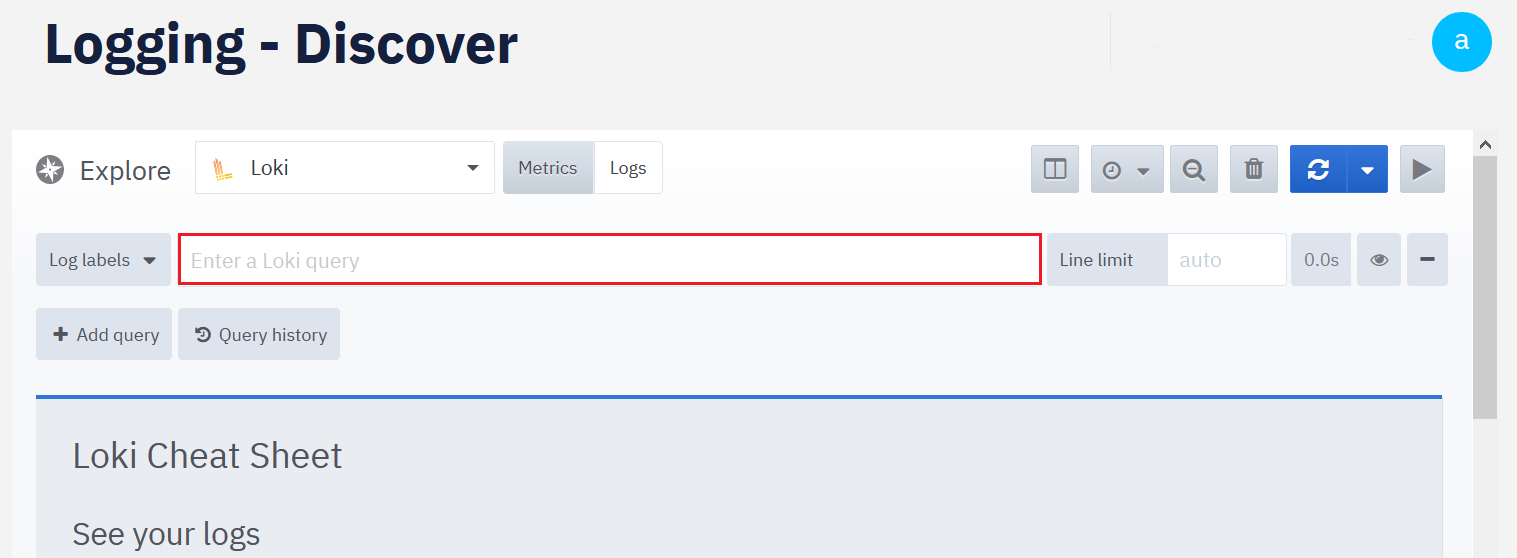 Logging - Discover
a
Explore Loki Metrics Logs
Log labels Enter a Loki query Line limit auto 0.0s
Add query Query history
Loki Cheat Sheet
See your logs